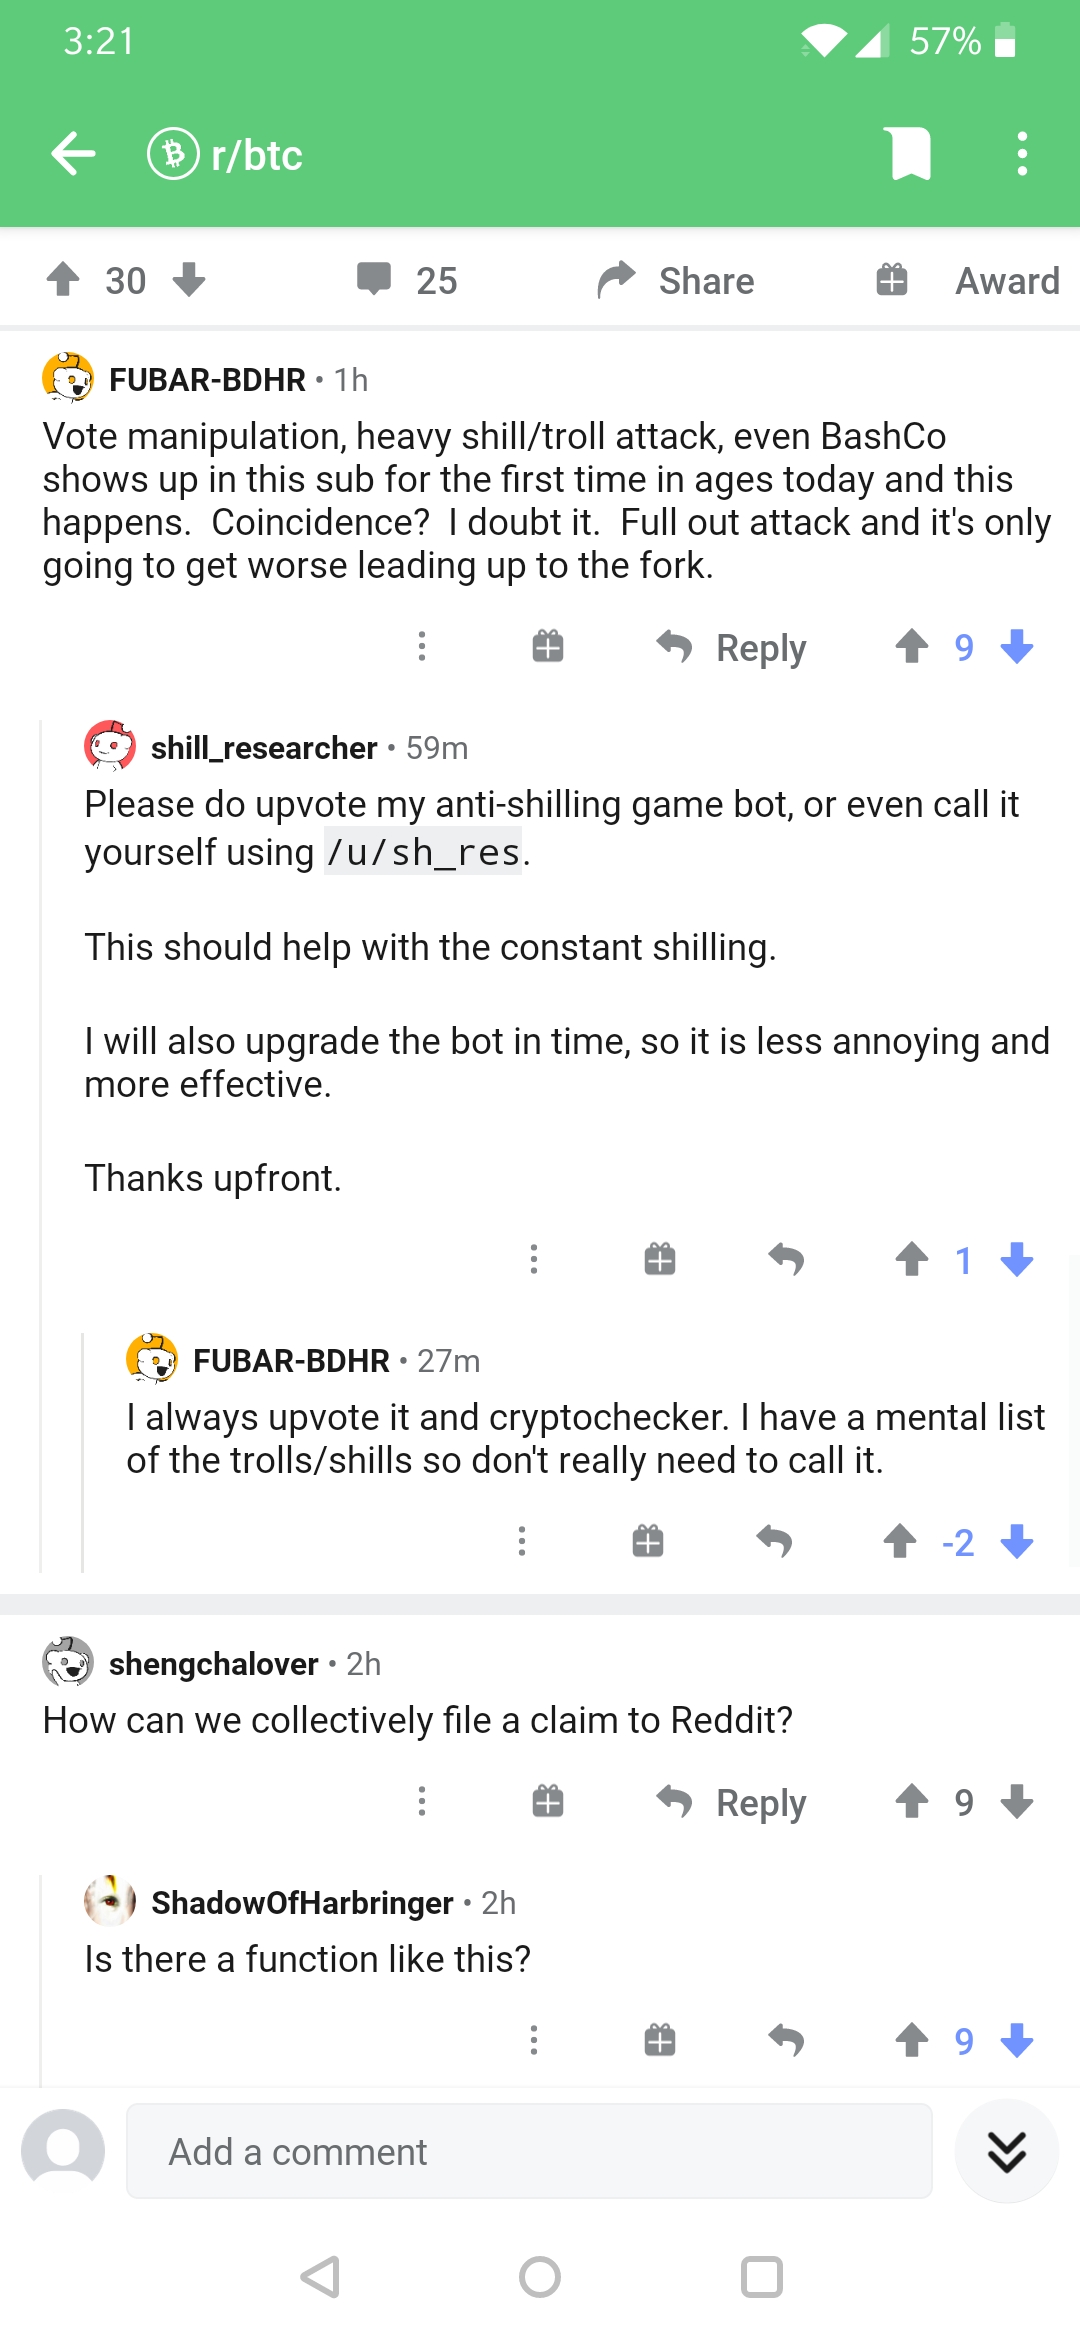 3:21
57%
r/btc
30
25
Share
Award
FUBAR-BDHR • 1h
Vote manipulation, heavy shill/troll attack, even BashCo
shows up in this sub for the first time in ages today and this
happens.  Coincidence?  I doubt it.  Full out attack and it's only
going to get worse leading up to the fork.
Reply
9
shill_researcher • 59m
Please do upvote my anti-shilling game bot, or even call it
yourself using /u/sh_res.
This should help with the constant shilling.
I will also upgrade the bot in time, so it is less annoying and
more effective.
Thanks upfront.
1
FUBAR-BDHR • 27m
I always upvote it and cryptochecker. I have a mental list
of the trolls/shills so don't really need to call it.
-2
shengchalover • 2h
How can we collectively file a claim to Reddit?
Reply
9
ShadowOfHarbringer • 2h
Is there a function like this?
9
Add a comment